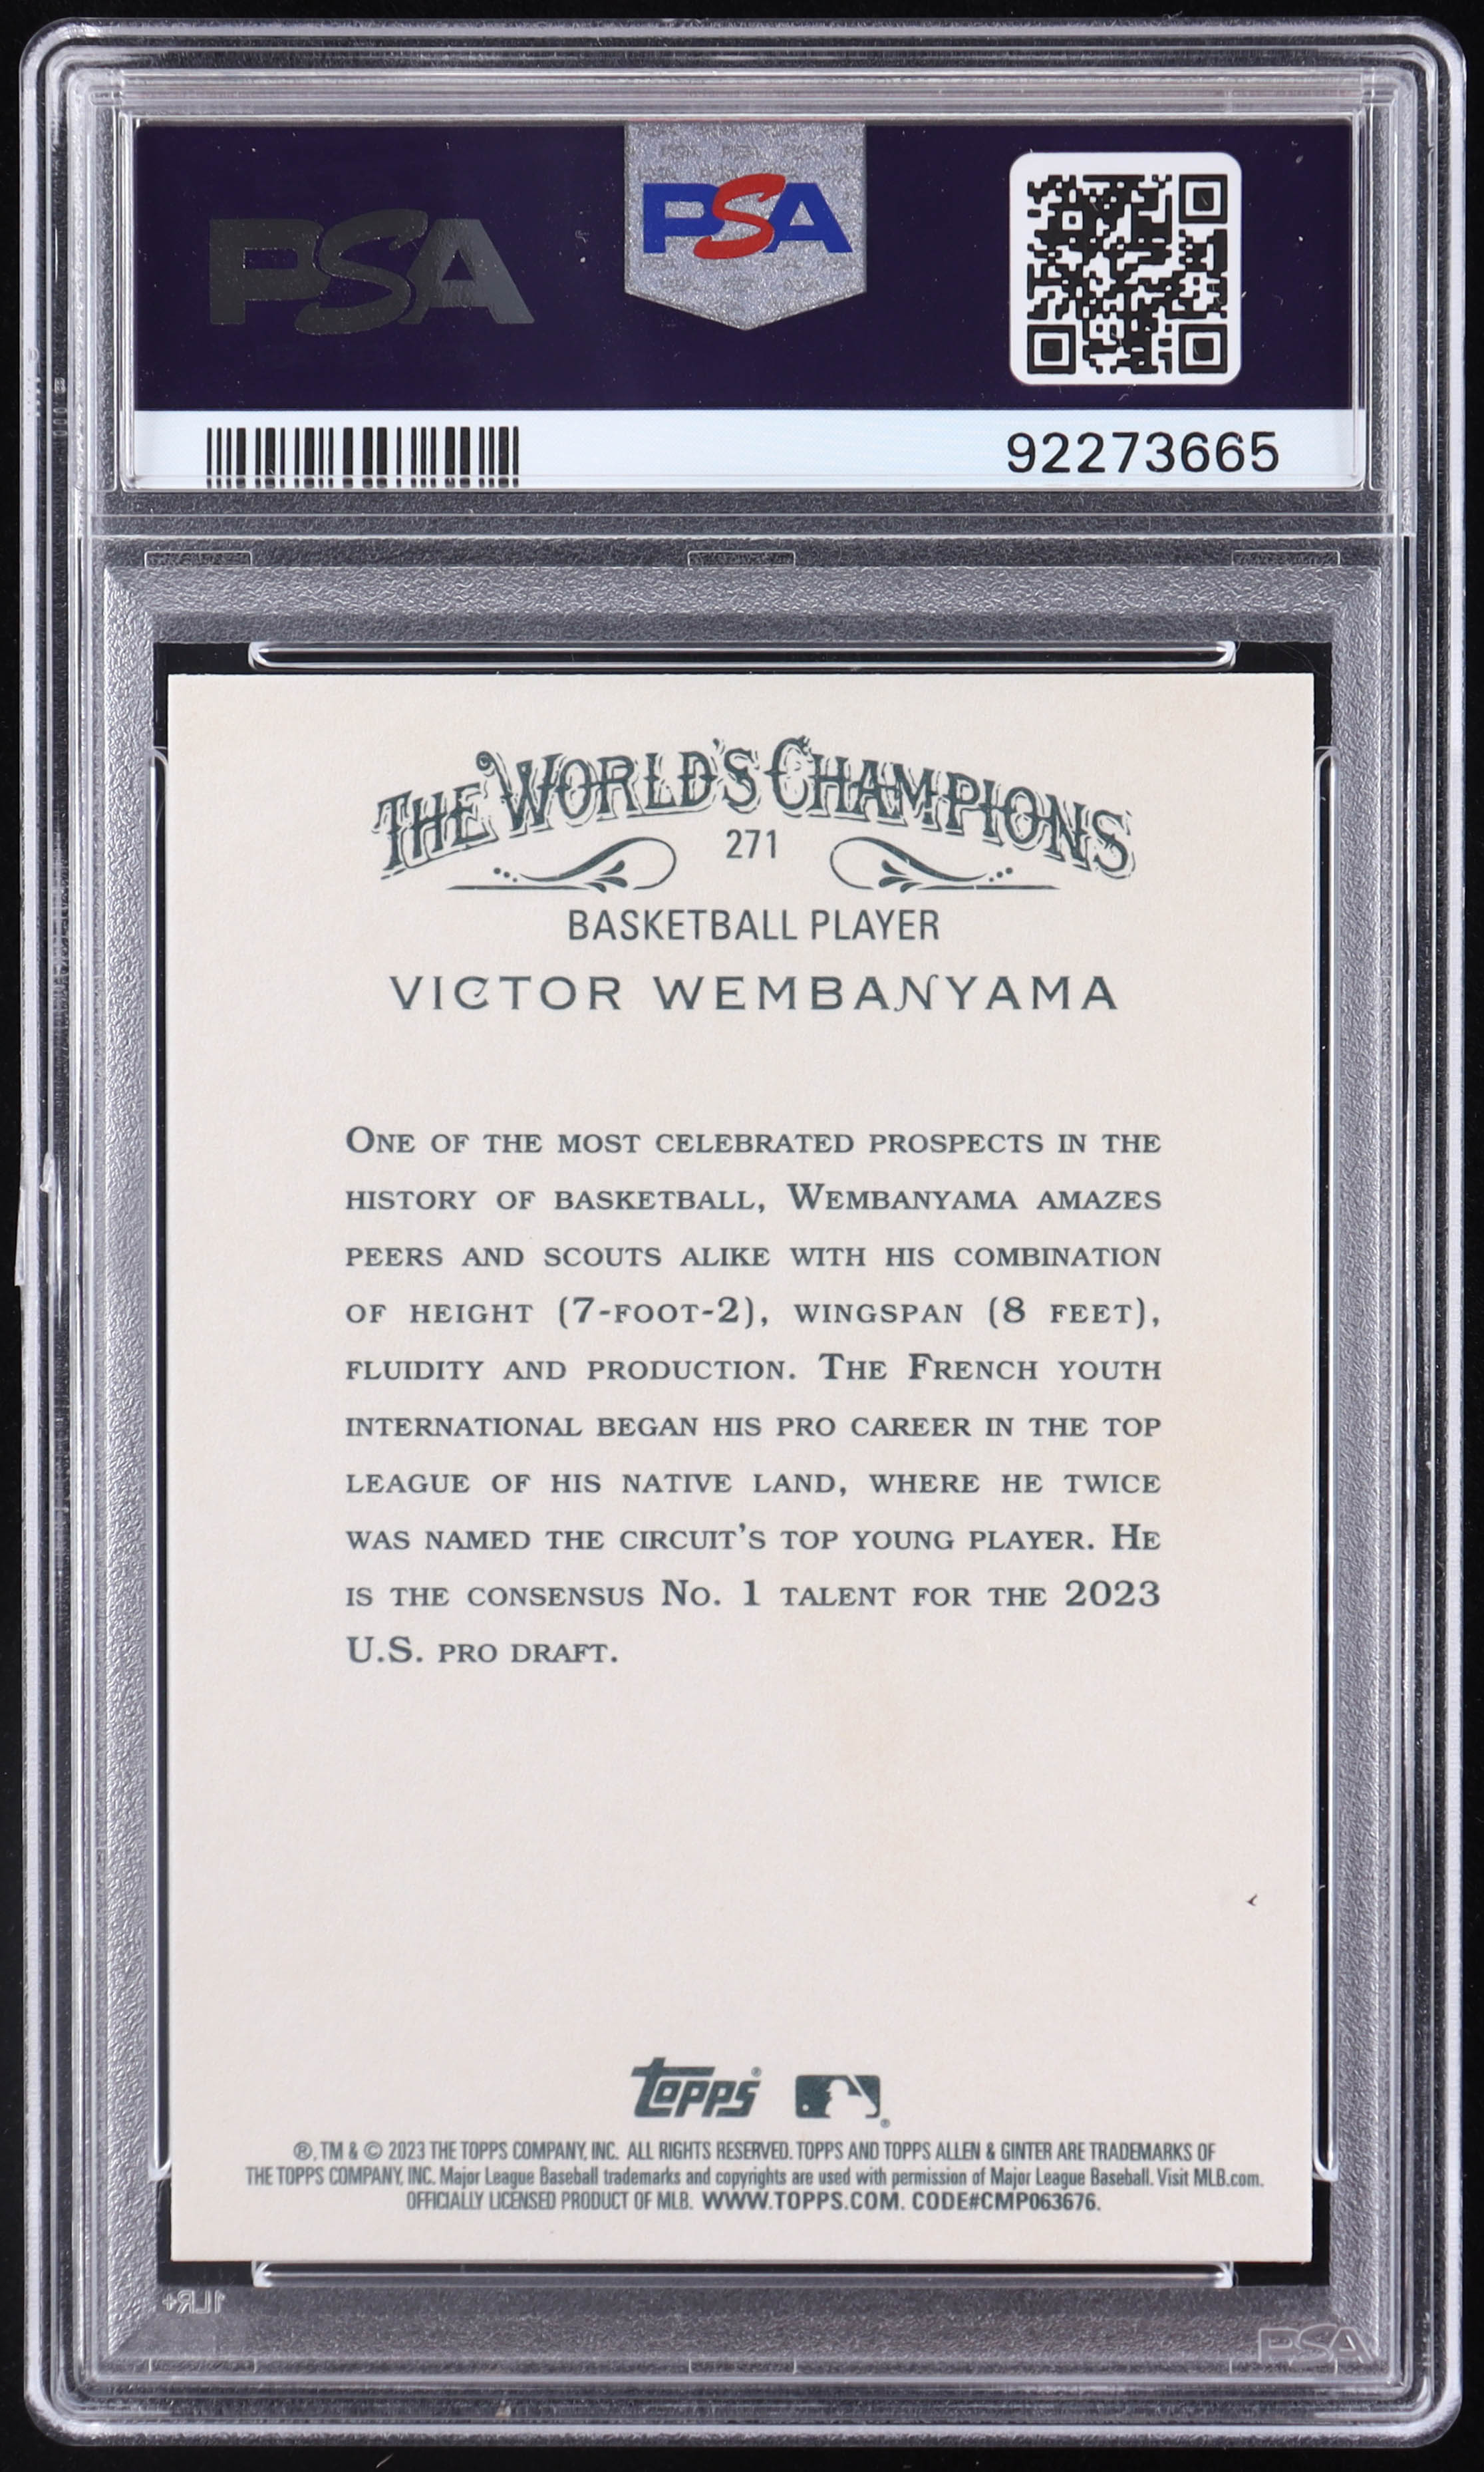 PSA
PSA
92273665
THE WORLD'S CHAMPIONS
271
BASKETBALL PLAYER
VICTOR WEMBANYAMA
ONE OF THE MOST CELEBRATED PROSPECTS IN THE
HISTORY OF BASKETBALL, WEMBANYAMA AMAZES
PEERS AND SCOUTS ALIKE WITH HIS COMBINATION
OF HEIGHT (7-FOOT-2), WINGSPAN (8 FEET),
FLUIDITY AND PRODUCTION. THE FRENCH YOUTH
INTERNATIONAL BEGAN HIS PRO CAREER IN THE TOP
LEAGUE OF HIS NATIVE LAND, WHERE HE TWICE
WAS NAMED THE CIRCUIT'S TOP YOUNG PLAYER. HE
IS THE CONSENSUS NO. 1 TALENT FOR THE 2023
U.S. PRO DRAFT.
Topps®
®, TM & © 2023 THE TOPPS COMPANY, INC. ALL RIGHTS RESERVED. TOPPS AND TOPPS ALLEN & GINTER ARE TRADEMARKS OF
THE TOPPS COMPANY, INC. Major League Baseball trademarks and copyrights are used with permission of Major League Baseball. Visit MLB.com.
OFFICIALLY LICENSED PRODUCT OF MLB. WWW.TOPPS.COM. CODE#CMP063676.
1LR+
PSA